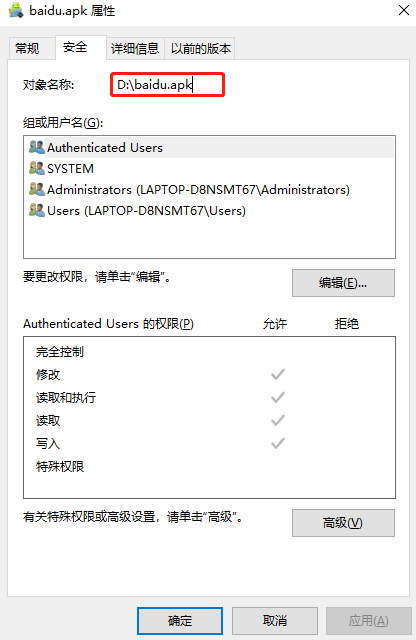 baidu.apk 属性
常规 安全 详细信息 以前的版本
对象名称: D:\baidu.apk
组或用户名(G):
Authenticated Users
SYSTEM
Administrators (LAPTOP-D8NSMT67\Administrators)
Users (LAPTOP-D8NSMT67\Users)
要更改权限，请单击“编辑”。 编辑(E)...
Authenticated Users 的权限(P) 允许 拒绝
完全控制
修改
读取和执行
读取
写入
特殊权限
有关特殊权限或高级设置，请单击“高级”。 高级(V)
确定 取消 应用(A)